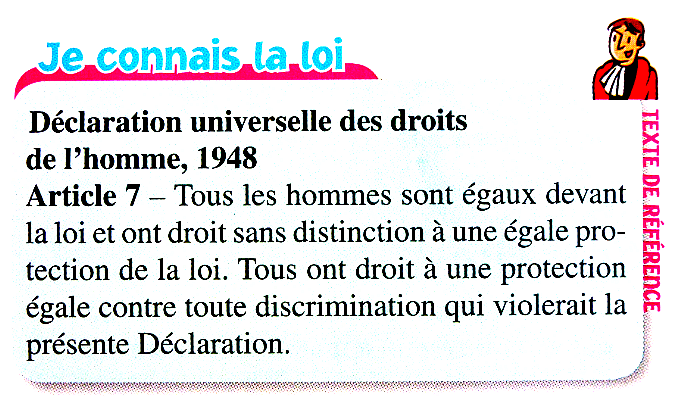 Je connais la loi
Déclaration universelle des droits
de l'homme, 1948
Article 7 – Tous les hommes sont égaux devant
la loi et ont droit sans distinction à une égale pro-
tection de la loi. Tous ont droit à une protection
égale contre toute discrimination qui violerait la
présente Déclaration.
TEXTE DE RÉFÉRENCE